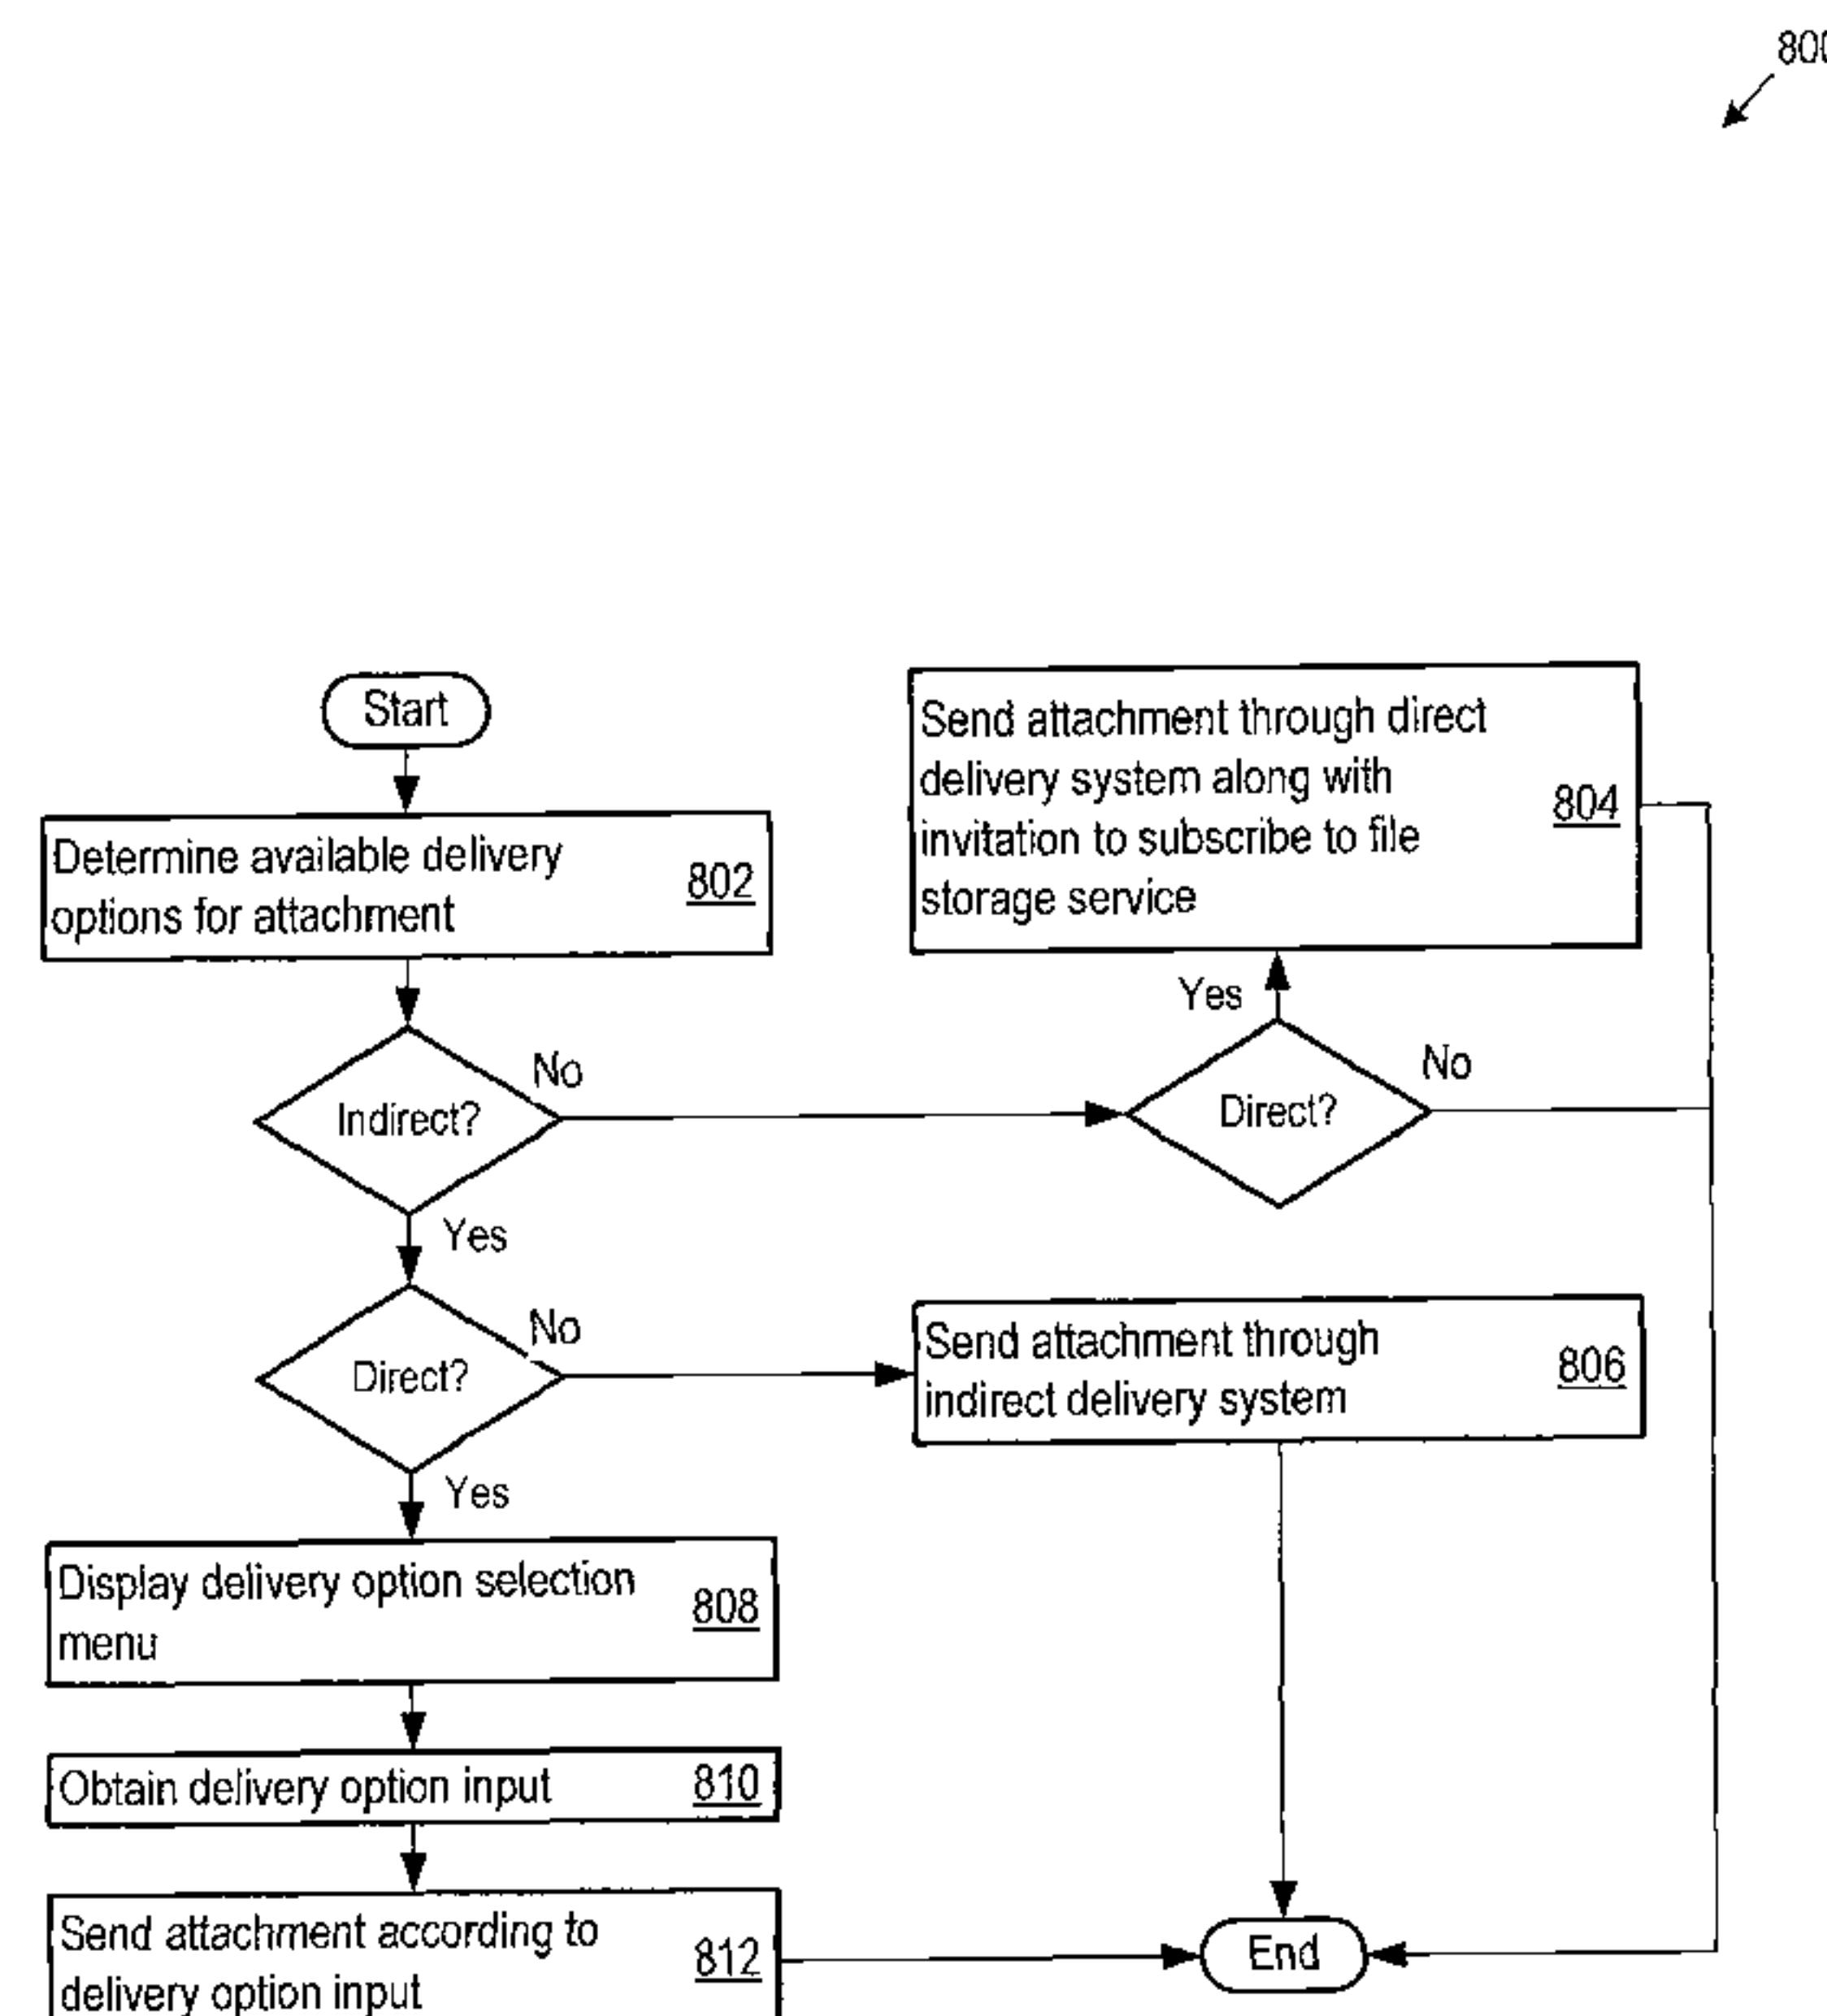 800
Start
Determine available delivery
options for attachment
802
Send attachment through direct
delivery system along with
invitation to subscribe to file
storage service
804
Yes
No
Indirect?
No
Direct?
Yes
No
Direct?
Send attachment through
indirect delivery system
806
Yes
Display delivery option selection
menu
808
Obtain delivery option input
810
Send attachment according to
delivery option input
812
End